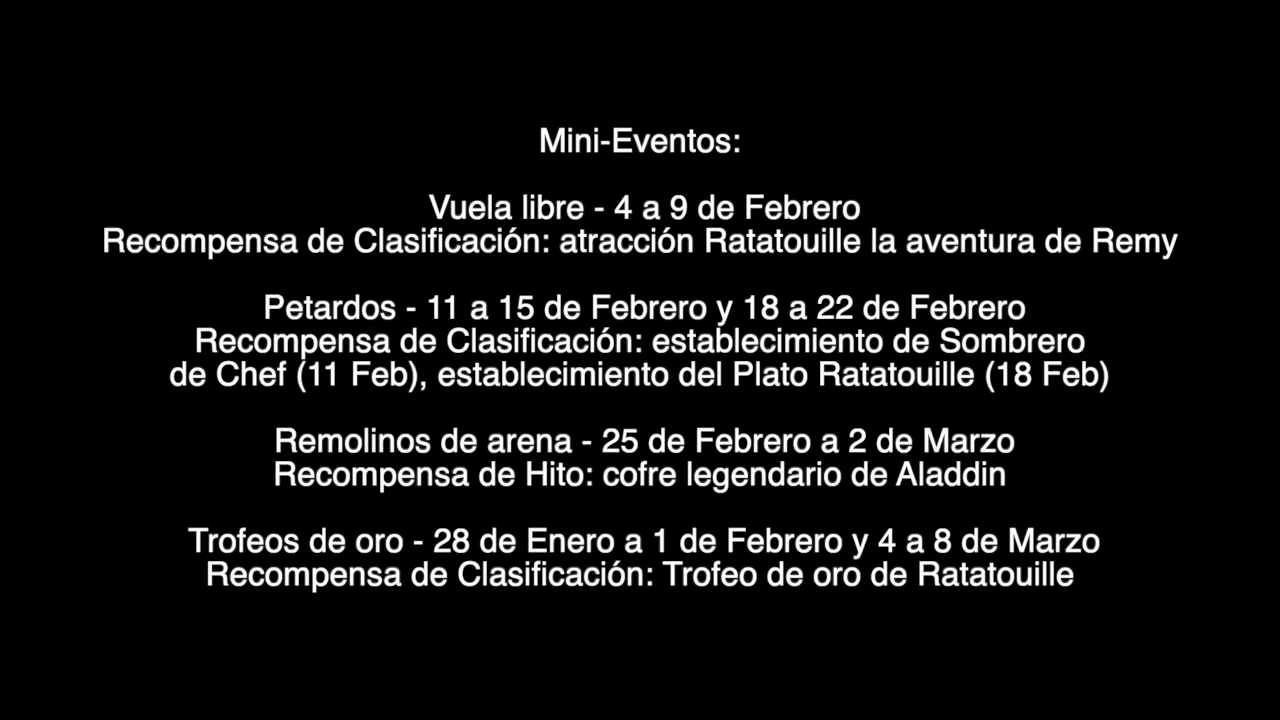 Mini-Eventos:
Vuela libre - 4 a 9 de Febrero
Recompensa de Clasificación: atracción Ratatouille la aventura de Remy
Petardos - 11 a 15 de Febrero y 18 a 22 de Febrero
Recompensa de Clasificación: establecimiento de Sombrero
de Chef (11 Feb), establecimiento del Plato Ratatouille (18 Feb)
Remolinos de arena - 25 de Febrero a 2 de Marzo
Recompensa de Hito: cofre legendario de Aladdin
Trofeos de oro - 28 de Enero a 1 de Febrero y 4 a 8 de Marzo
Recompensa de Clasificación: Trofeo de oro de Ratatouille